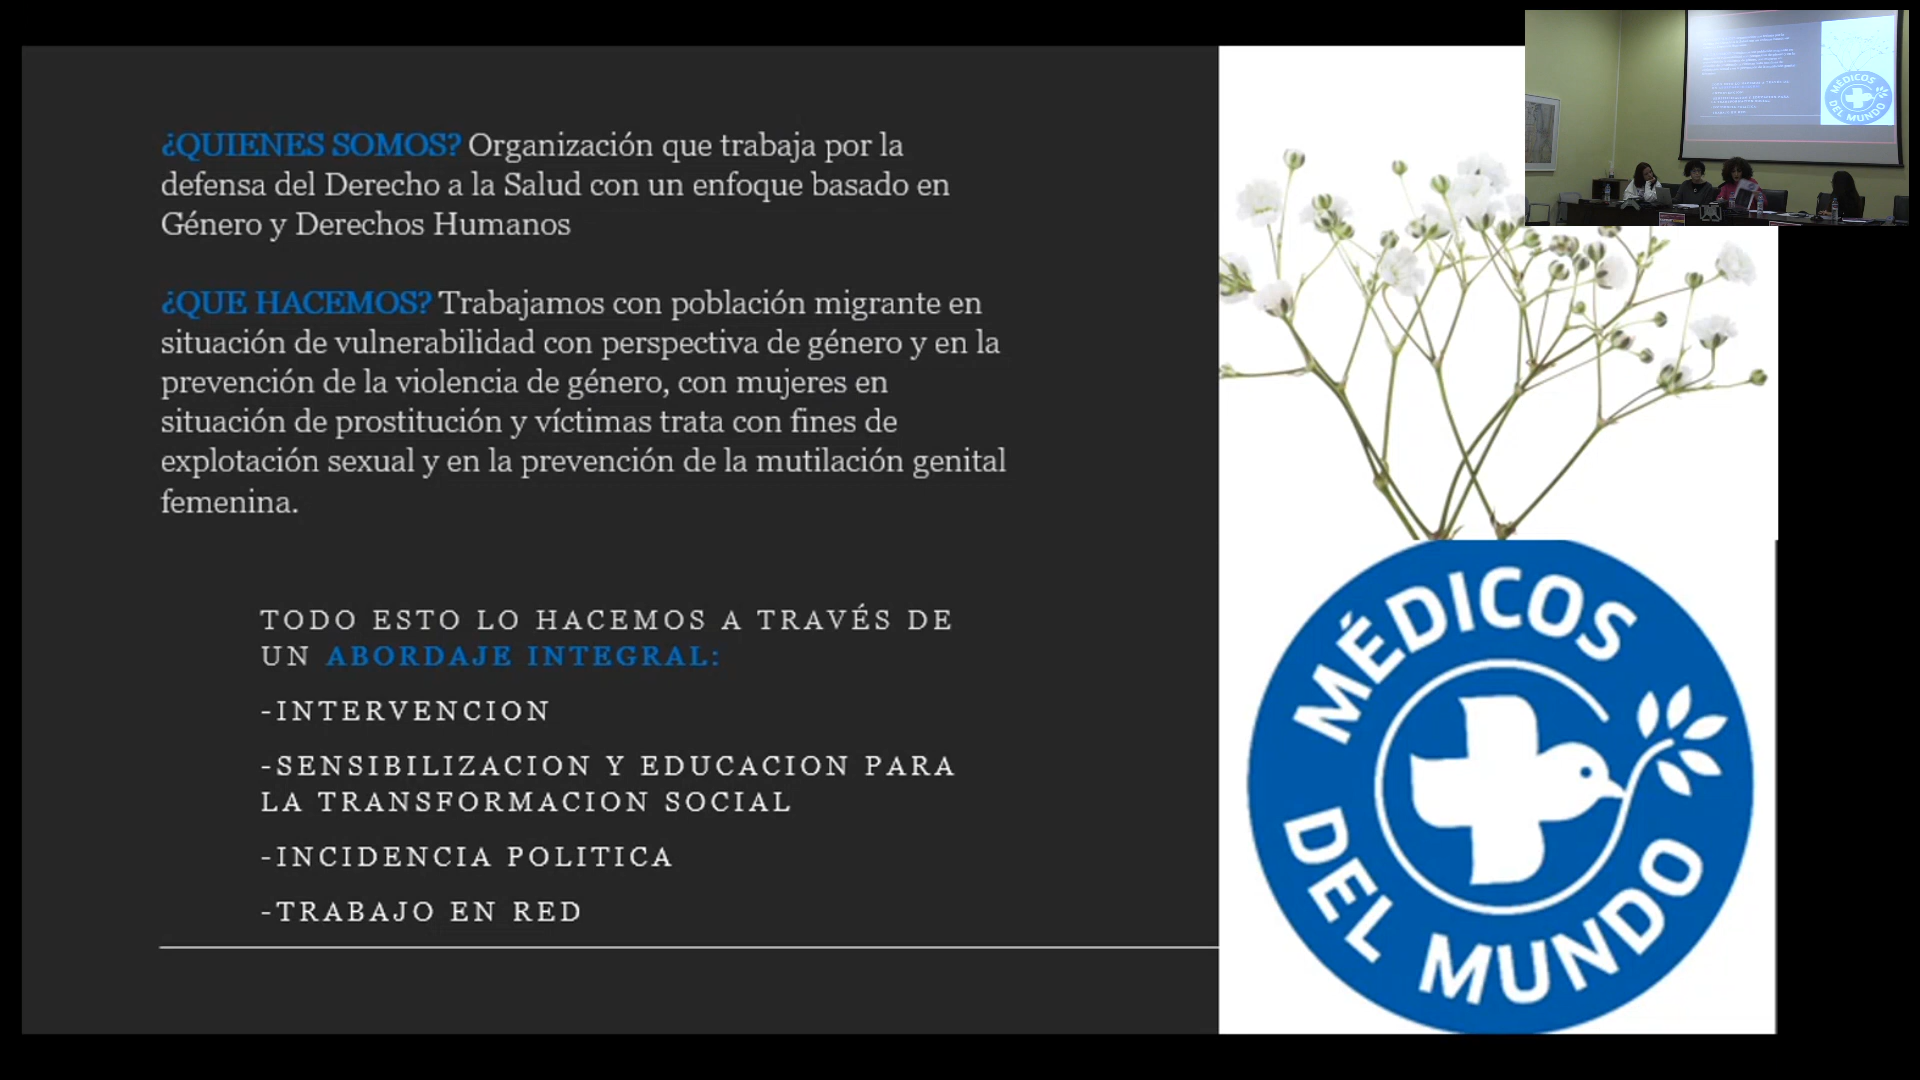 ¿QUIENES SOMOS? Organización que trabaja por la
defensa del Derecho a la Salud con un enfoque basado en
Género y Derechos Humanos
¿QUE HACEMOS? Trabajamos con población migrante en
situación de vulnerabilidad con perspectiva de género y en la
prevención de la violencia de género, con mujeres en
situación de prostitución y víctimas trata con fines de
explotación sexual y en la prevención de la mutilación genital
femenina.
TODO ESTO LO HACEMOS A TRAVÉS DE
UN ABORDAJE INTEGRAL:
-INTERVENCION
-SENSIBILIZACION Y EDUCACION PARA
LA TRANSFORMACION SOCIAL
-INCIDENCIA POLITICA
-TRABAJO EN RED
MÉDICOS
DEL MUNDO
MÉDICOS
DEL MUNDO